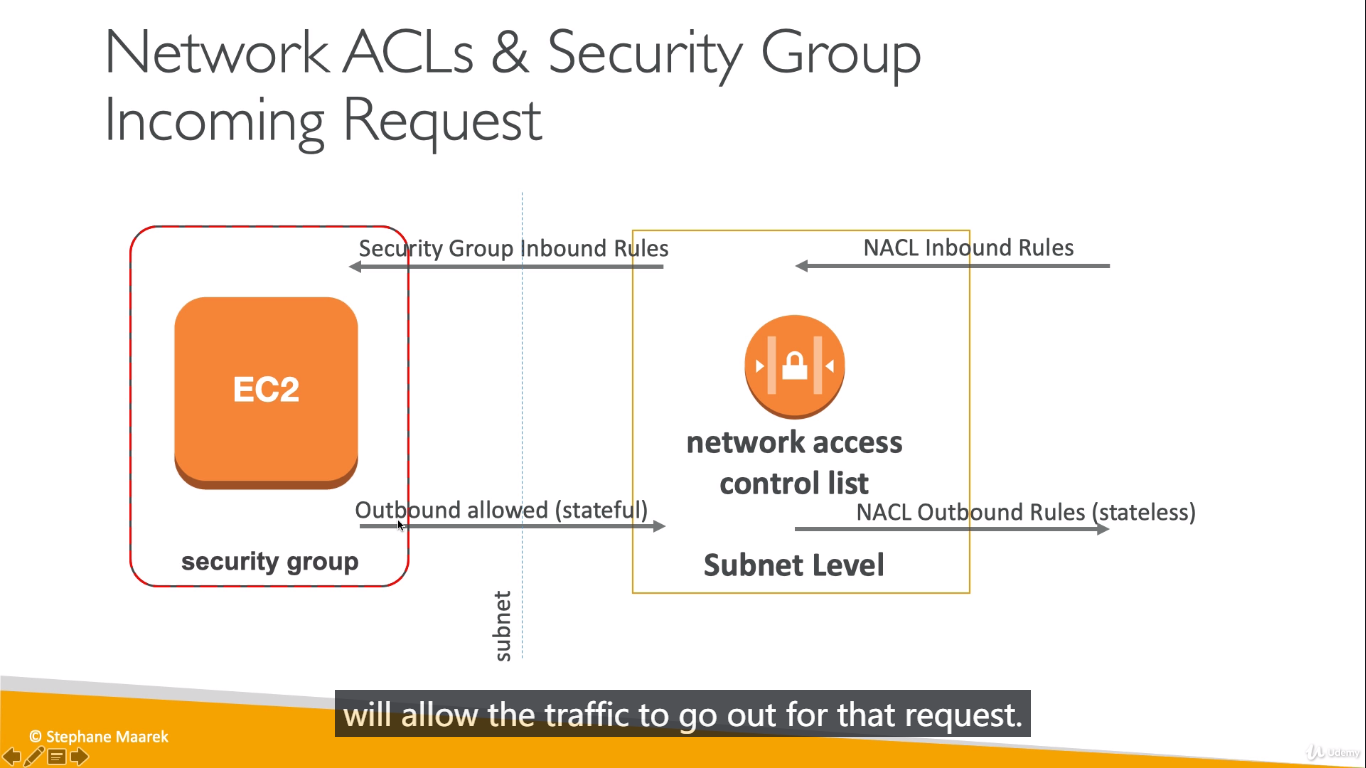 Network ACLs & Security Group
Incoming Request
Security Group Inbound Rules
NACL Inbound Rules
EC2
network access
control list
Outbound allowed (stateful)
NACL Outbound Rules (stateless)
security group
Subnet Level
subnet
will allow the traffic to go out for that request.
© Stephane Maarek
Udemy